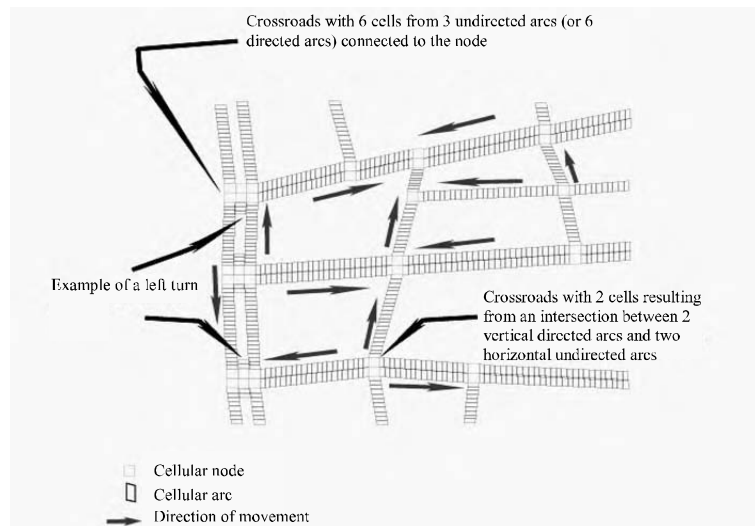 Crossroads with 6 cells from 3 undirected arcs (or 6
directed arcs) connected to the node
Example of a left turn
Crossroads with 2 cells resulting
from an intersection between 2
vertical directed arcs and two
horizontal undirected arcs
Cellular node
Cellular arc
Direction of movement